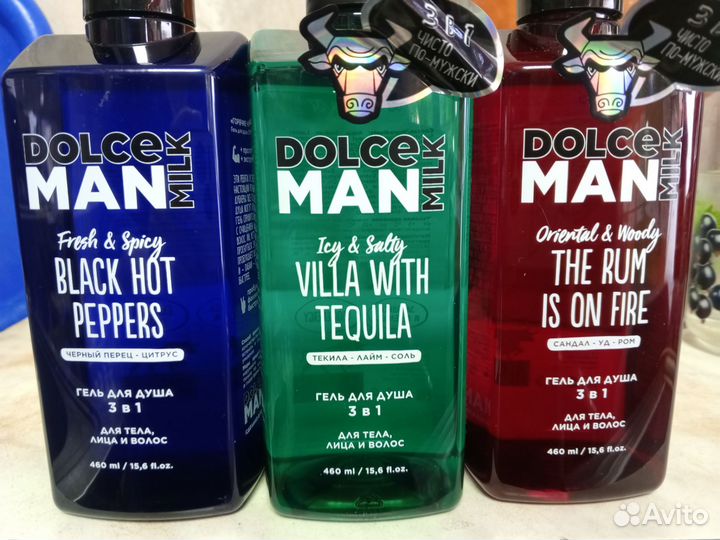 DOLCE
MAN
MILK
Fresh & Spicy
BLACK HOT
PEPPERS
ЧЕРНЫЙ ПЕРЕЦ - ЦИТРУС
ГЕЛЬ ДЛЯ ДУША
3 в 1
ДЛЯ ТЕЛА,
ЛИЦА И ВОЛОС
460 ml / 15,6 fl.oz.
3 В 1
ЧИСТО
ПО-МУЖСКИ
DOLCE
MAN
MILK
Icy & Salty
VILLA WITH
TEQUILA
ТЕКИЛА - ЛАЙМ - СОЛЬ
ГЕЛЬ ДЛЯ ДУША
3 в 1
ДЛЯ ТЕЛА,
ЛИЦА И ВОЛОС
460 ml / 15,6 fl.oz.
ЧИСТО
ПО-МУЖСКИ
DOLCE
MAN
MILK
Oriental & Woody
THE RUM
IS ON FIRE
САНДАЛ - УД - РОМ
ГЕЛЬ ДЛЯ ДУША
3 в 1
ДЛЯ ТЕЛА,
ЛИЦА И ВОЛОС
460 ml / 15,6 fl.oz.
Avito